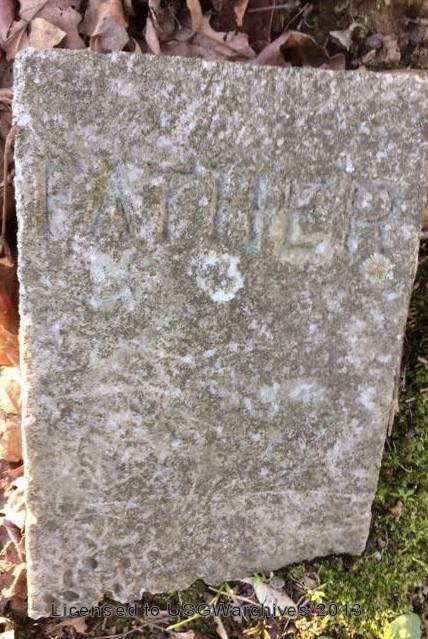 FATHER
Licensed to USGWarchives 2013